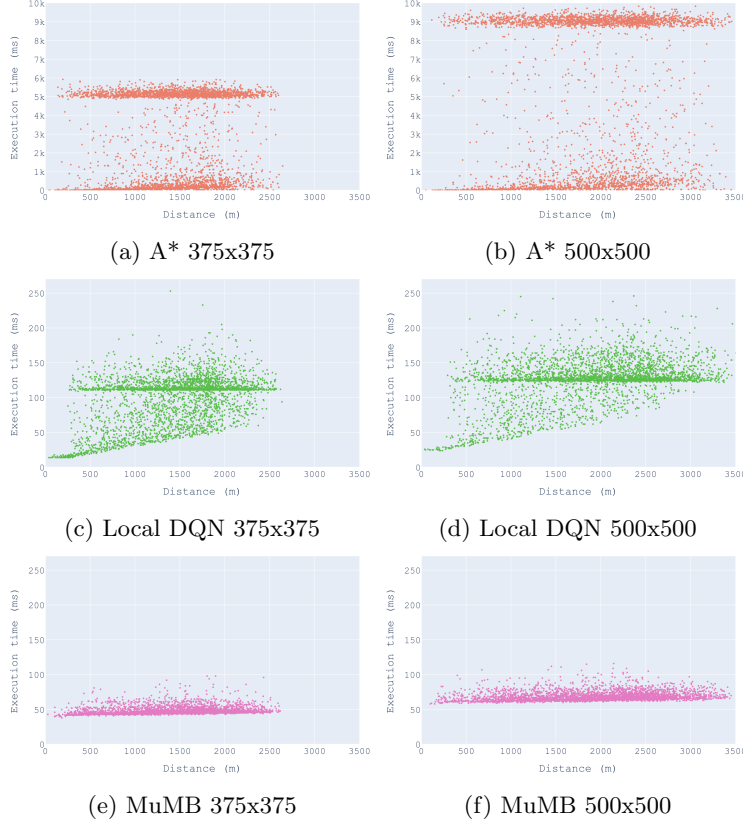 10k 10k
9k 9k
8k 8k
7k 7k
6k 6k
5k 5k
4k 4k
3k 3k
2k 2k
1k 1k
0 0
Execution time (ms) Execution time (ms)
0 500 1000 1500 2000 2500 3000 3500 0 500 1000 1500 2000 2500 3000 3500
Distance (m) Distance (m)
(a) A* 375x375 (b) A* 500x500
250 250
200 200
150 150
100 100
50 50
0 0
Execution time (ms) Execution time (ms)
0 500 1000 1500 2000 2500 3000 3500 0 500 1000 1500 2000 2500 3000 3500
Distance (m) Distance (m)
(c) Local DQN 375x375 (d) Local DQN 500x500
250 250
200 200
150 150
100 100
50 50
0 0
Execution time (ms) Execution time (ms)
0 500 1000 1500 2000 2500 3000 3500 0 500 1000 1500 2000 2500 3000 3500
Distance (m) Distance (m)
(e) MuMB 375x375 (f) MuMB 500x500